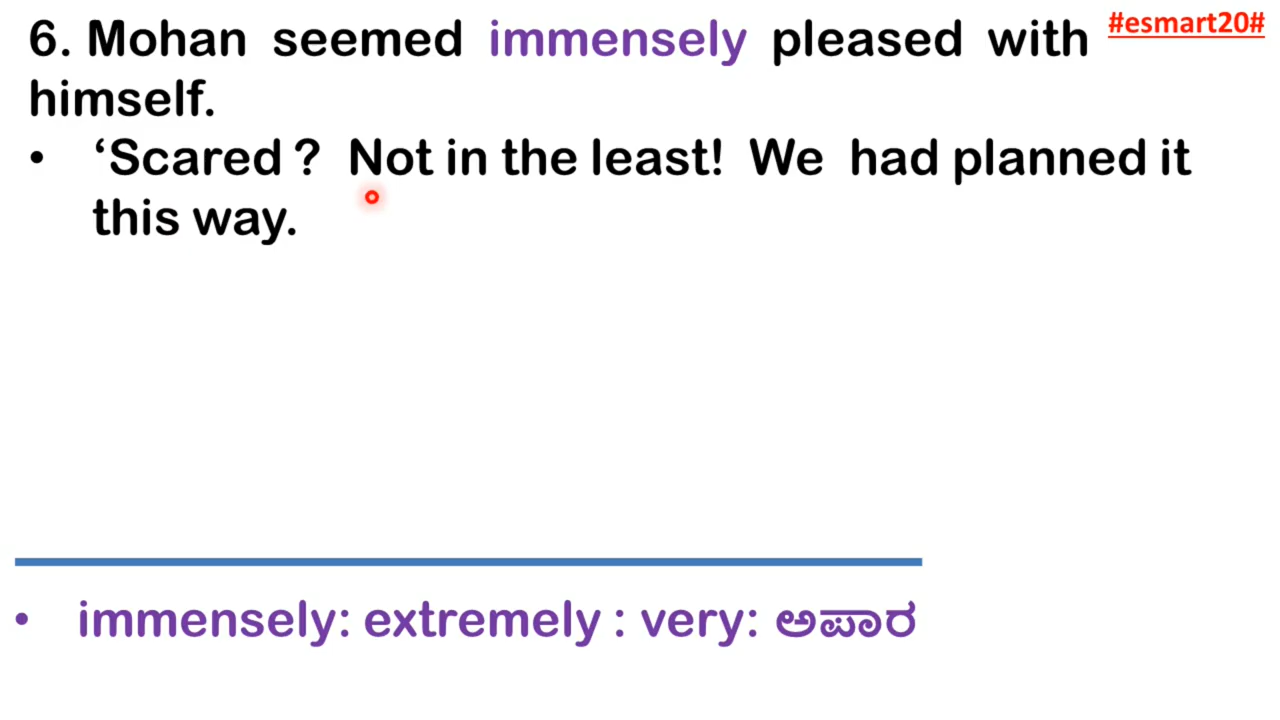 #esmart20#
6. Mohan seemed immensely pleased with
himself.
• ‘Scared ? Not in the least! We had planned it
this way.
• immensely: extremely : very: ಅಪಾರ